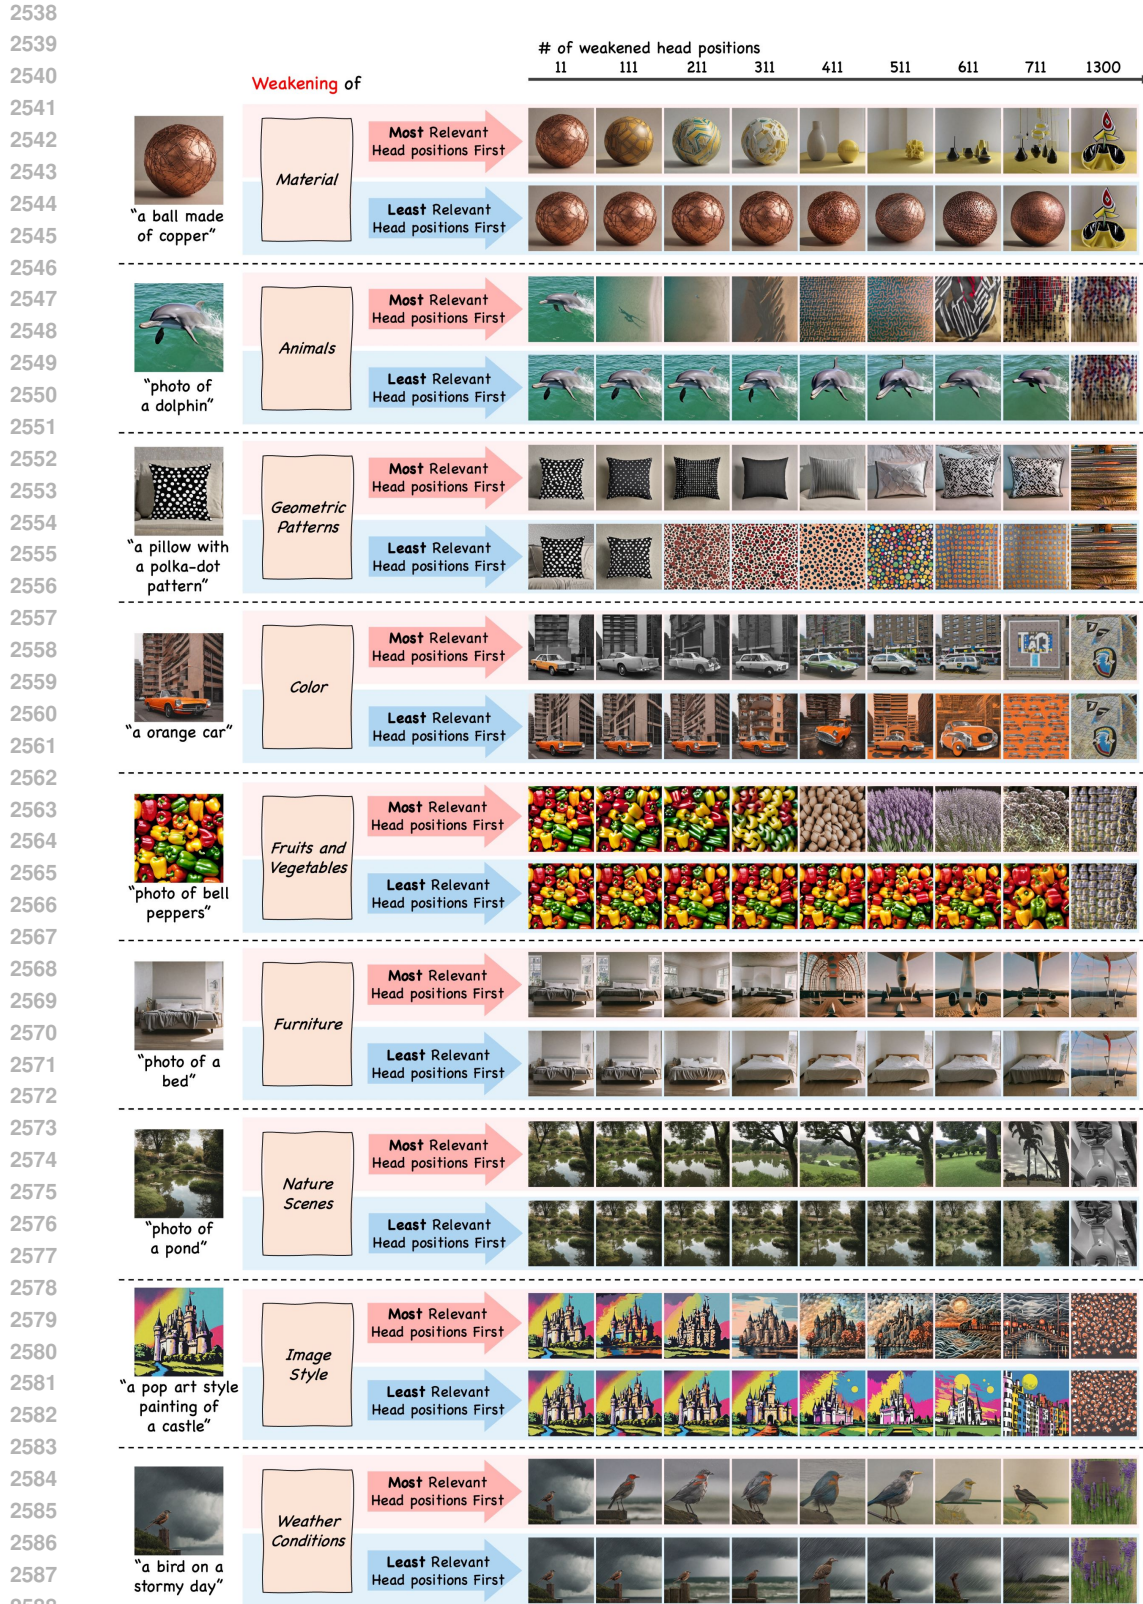 2538
2539
# of weakened head positions
2540
11 111 211 311 411 511 611 711 1300
Weakening of
2541
2542
Most Relevant
Head positions First
2543
Material
2544
"a ball made
of copper"
Least Relevant
Head positions First
2545
2546
2547
Most Relevant
Head positions First
2548
Animals
2549
"photo of
a dolphin"
Least Relevant
Head positions First
2550
2551
2552
Most Relevant
Head positions First
2553
Geometric
Patterns
2554
"a pillow with
a polka-dot
pattern"
2555
Least Relevant
Head positions First
2556
2557
2558
Most Relevant
Head positions First
2559
Color
2560
"a orange car"
Least Relevant
Head positions First
2561
2562
2563
Most Relevant
Head positions First
2564
Fruits and
Vegetables
2565
"photo of bell
peppers"
2566
Least Relevant
Head positions First
2567
2568
Most Relevant
Head positions First
2569
2570
Furniture
2571
"photo of a
bed"
Least Relevant
Head positions First
2572
2573
2574
Most Relevant
Head positions First
2575
Nature
Scenes
2576
"photo of
a pond"
Least Relevant
Head positions First
2577
2578
2579
Most Relevant
Head positions First
2580
Image
Style
2581
"a pop art style
painting of
a castle"
2582
Least Relevant
Head positions First
2583
2584
Most Relevant
Head positions First
2585
Weather
Conditions
2586
2587
"a bird on a
stormy day"
Least Relevant
Head positions First